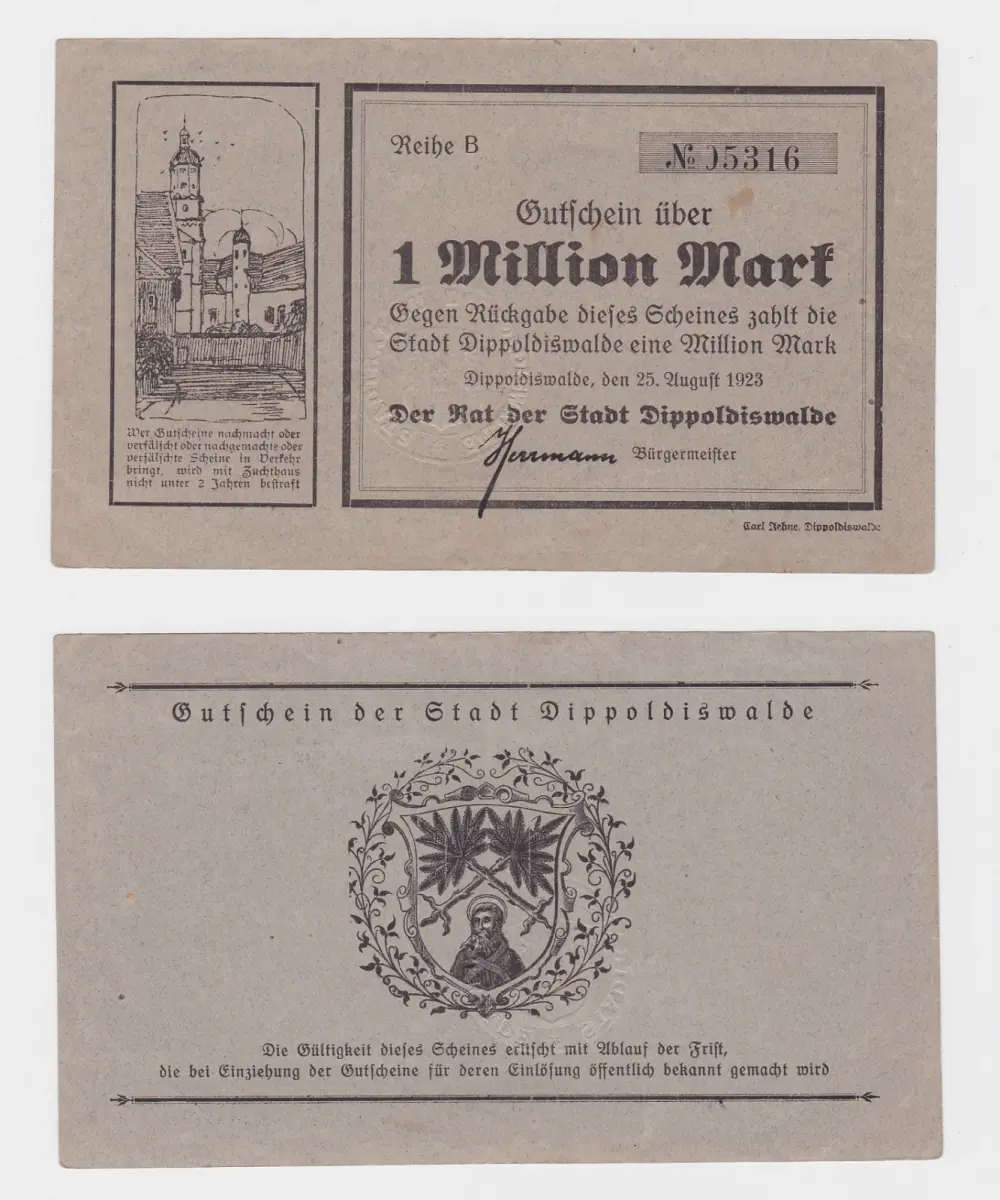 Reihe B
№ 05316
Gutschein über
1 Million Mark
Gegen Rückgabe dieses Scheines zahlt die
Stadt Dippoldiswalde eine Million Mark
Dippoldiswalde, den 25. August 1923
Der Rat der Stadt Dippoldiswalde
Herrmann Bürgermeister
Wer Gutscheine nachmacht oder
verfälscht oder nachgemachte oder
verfälschte Scheine in Verkehr
bringt, wird mit Zuchthaus
nicht unter 2 Jahren bestraft
Carl Jehne, Dippoldiswalde
Gutschein der Stadt Dippoldiswalde
Die Gültigkeit dieses Scheines erlischt mit Ablauf der Frist,
die bei Einziehung der Gutscheine für deren Einlösung öffentlich bekannt gemacht wird